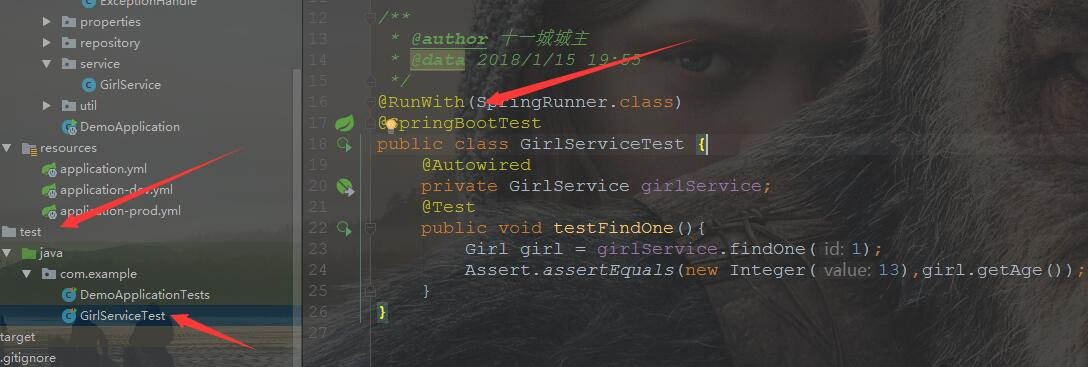 ExceptionHandle
properties
repository
service
GirlService
util
DemoApplication
resources
application.yml
application-dev.yml
application-prod.yml
test
java
com.example
DemoApplicationTests
GirlServiceTest
target
.gitignore
12 /**
13 * @author 十一城城主
14 * @data 2018/1/15 19:55
15 */
16 @RunWith(SpringRunner.class)
17 @SpringBootTest
18 public class GirlServiceTest {
19 @Autowired
20 private GirlService girlService;
21 @Test
22 public void testFindOne(){
23 Girl girl = girlService.findOne( id: 1);
24 Assert.assertEquals(new Integer( value: 13),girl.getAge());
25 }
26 }
27